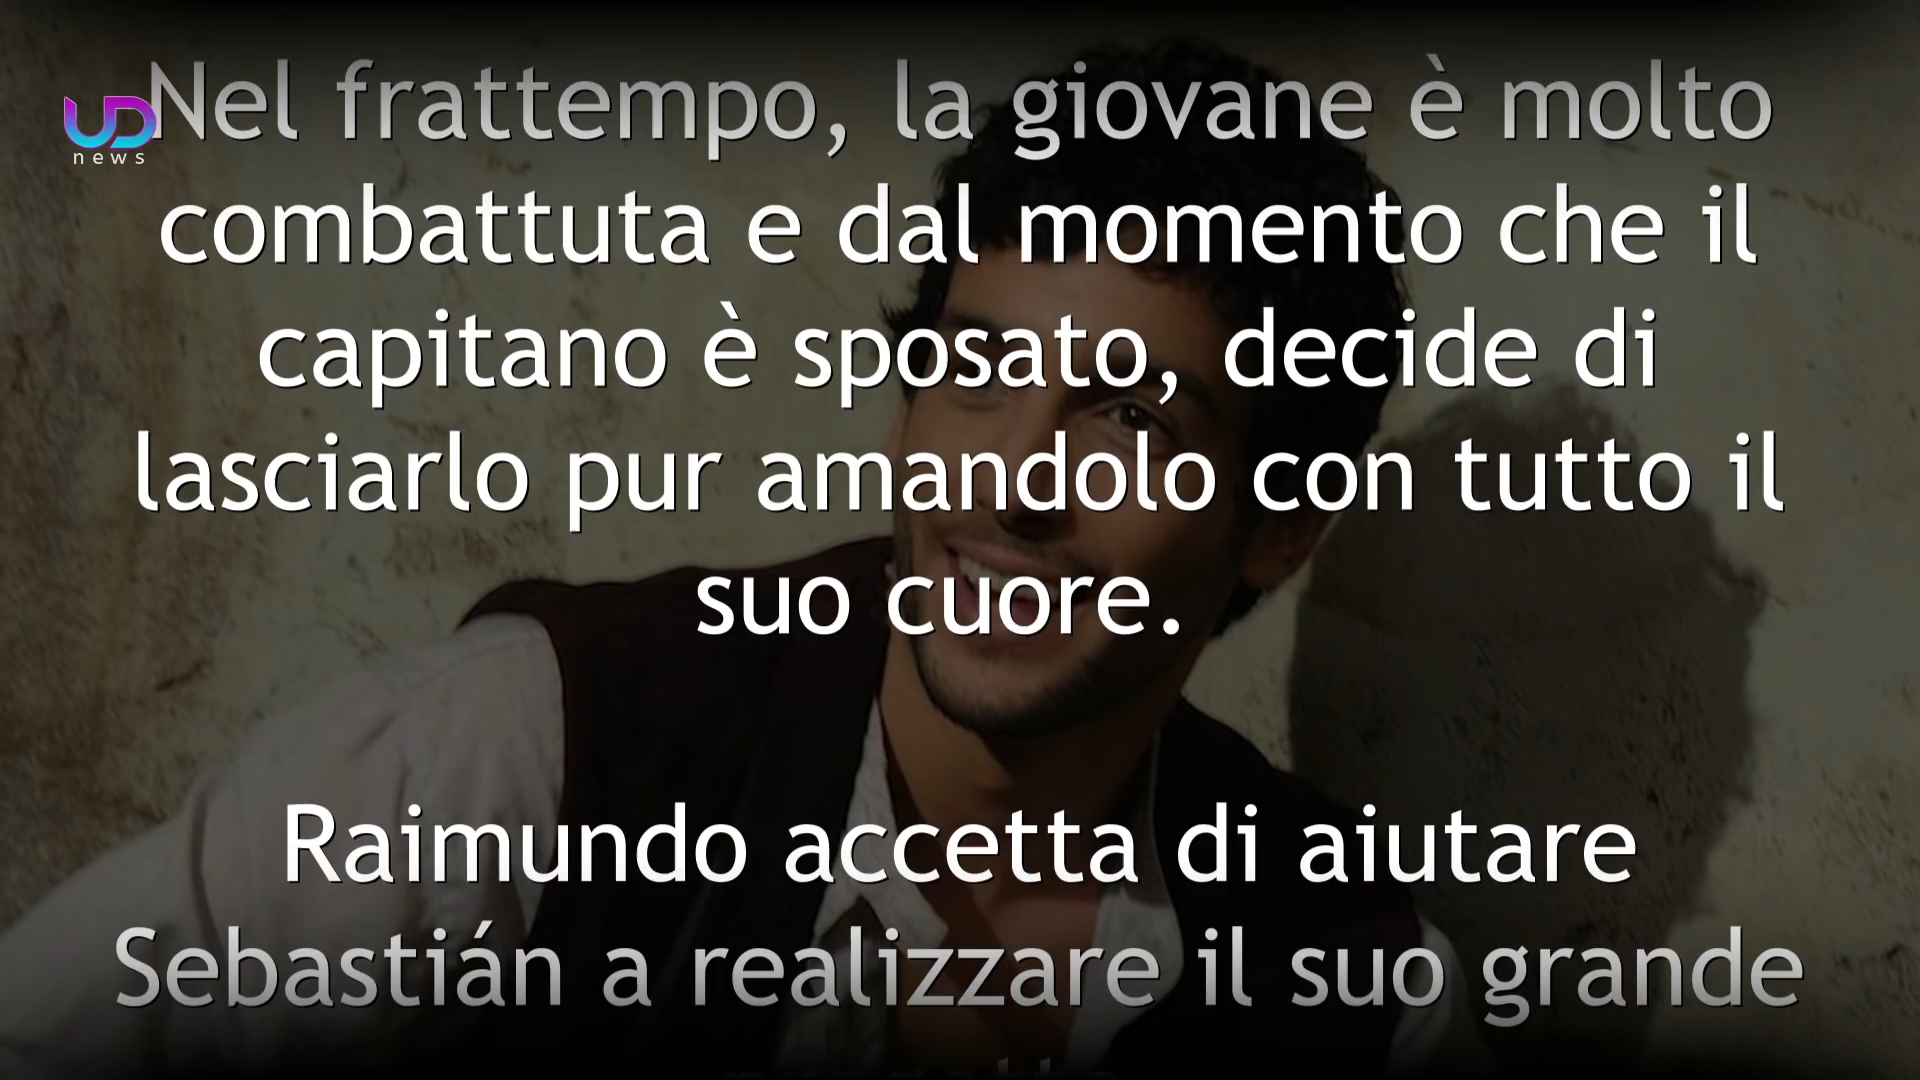 UD
news
Nel frattempo, la giovane è molto
combattuta e dal momento che il
capitano è sposato, decide di
lasciarlo pur amandolo con tutto il
suo cuore.
Raimundo accetta di aiutare
Sebastián a realizzare il suo grande